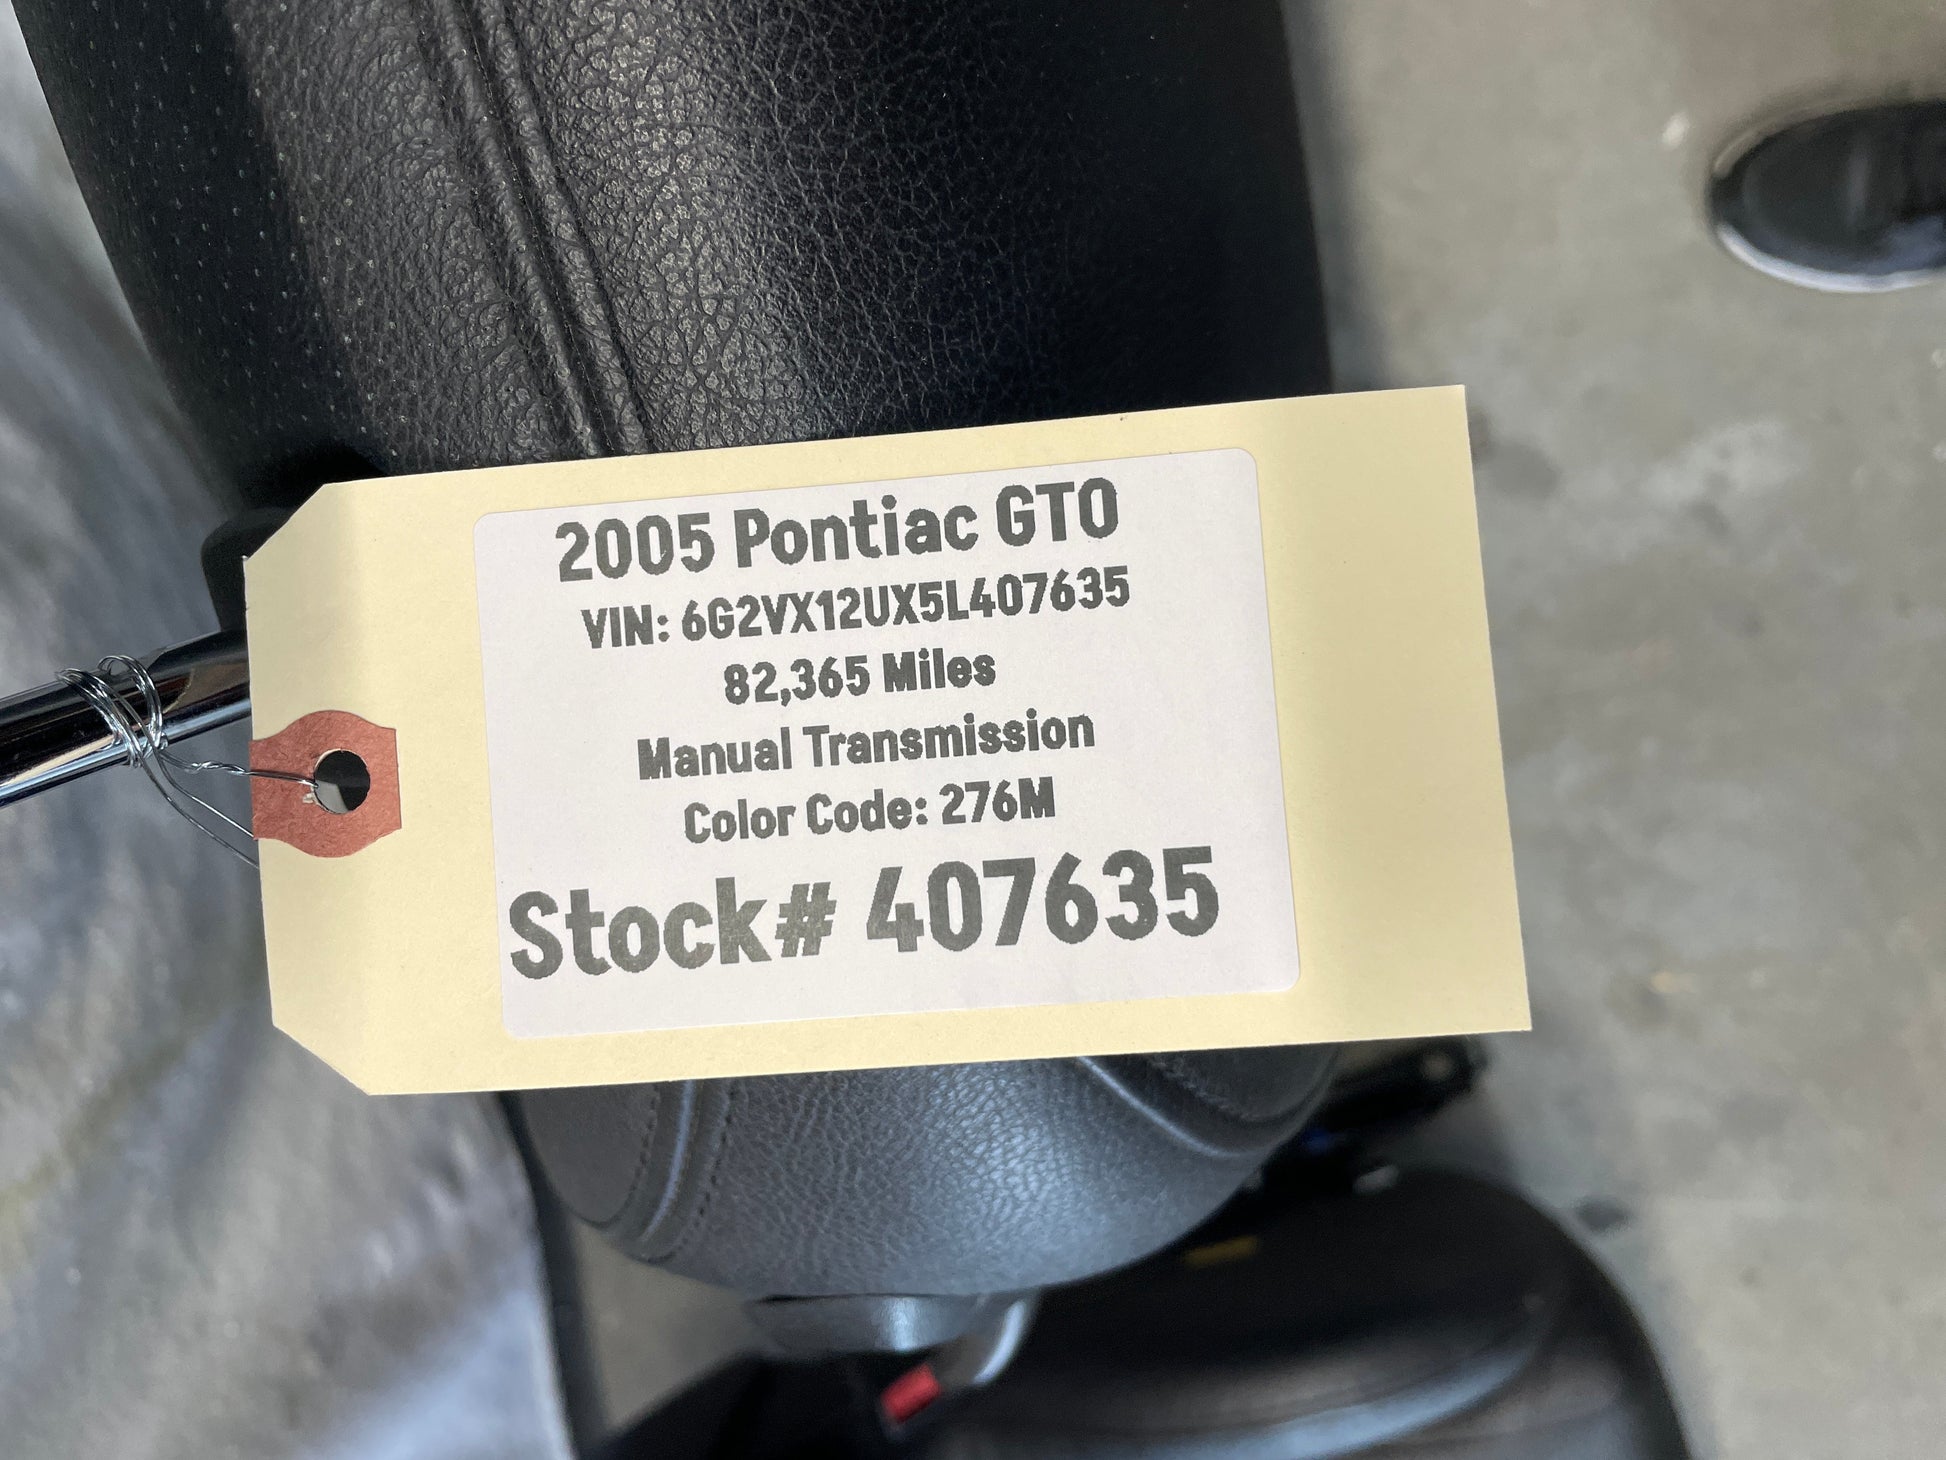 2005 Pontiac GTO
VIN: 6G2VX12UX5L407635
82,365 Miles
Manual Transmission
Color Code: 276M
Stock# 407635